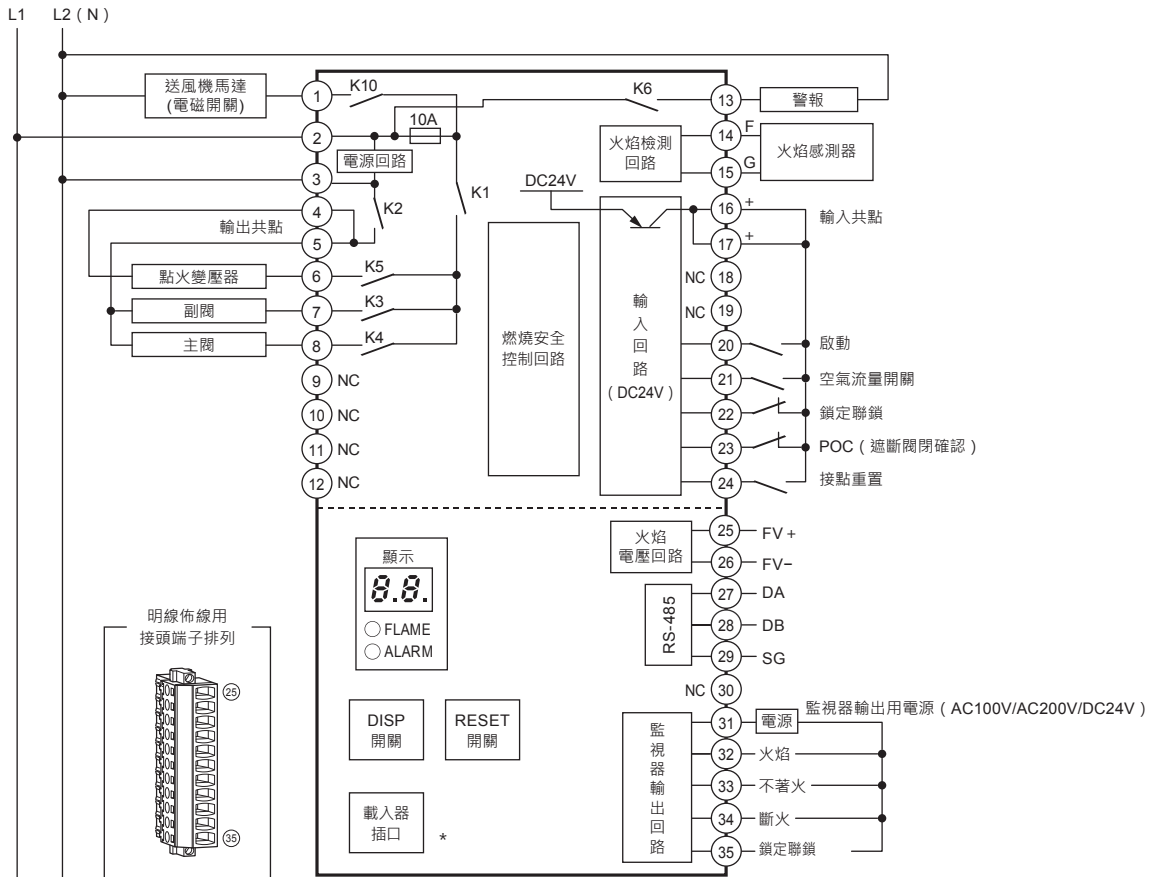 L1 L2 ( N )
送風機馬達
(電磁開關)
1 K10
K6 13 警報
2 10A
電源回路
3
4 K2 K1
輸出共點
5
點火變壓器 6 K5
副閥 7 K3
主閥 8 K4
9 NC
10 NC
11 NC
12 NC
火焰檢測
回路
14 F
15 G
火焰感測器
DC24V
16 + 輸入共點
17 +
NC 18
NC 19
燃燒安全
控制回路
輸
入
回
路
( DC24V )
20 啟動
21 空氣流量開關
22 鎖定聯鎖
23 POC ( 遮斷閥閉確認 )
24 接點重置
火焰
電壓回路
25 FV +
26 FV−
RS-485
27 DA
28 DB
29 SG
NC 30
顯示
8.8.
FLAME
ALARM
DISP
開關
RESET
開關
載入器
插口
*
明線佈線用
接頭端子排列
25
35
監
視
器
輸
出
回
路
31 電源 監視器輸出用電源 ( AC100V/AC200V/DC24V )
32 火焰
33 不著火
34 斷火
35 鎖定聯鎖